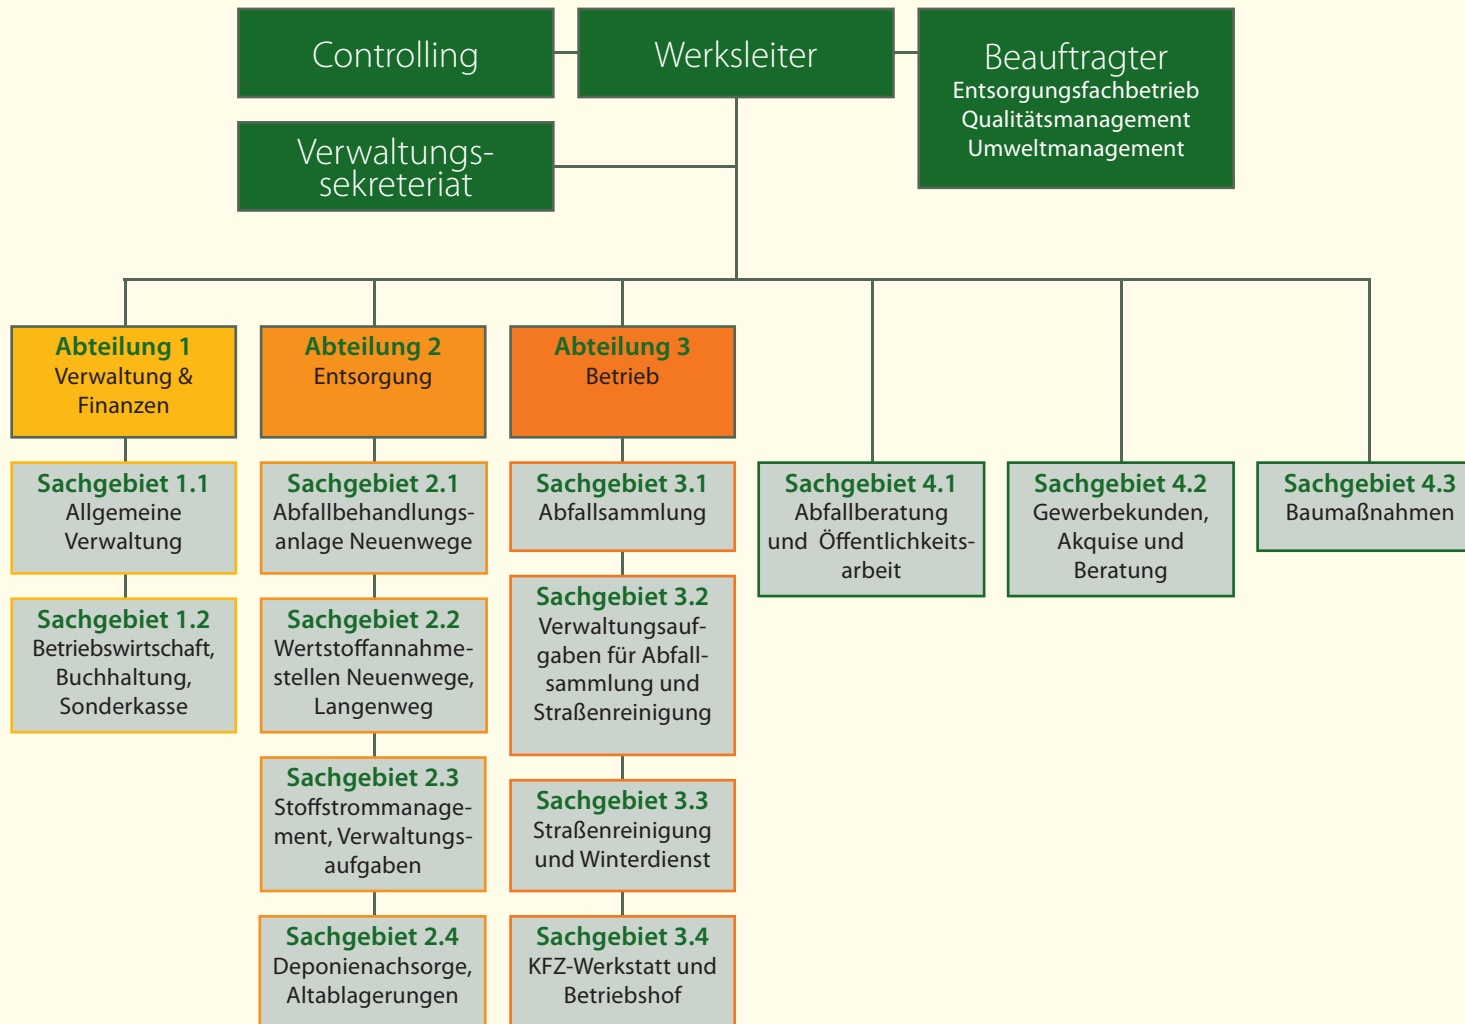 Controlling
Werksleiter
Beauftragter
Entsorgungsfachbetrieb
Qualitätsmanagement
Umweltmanagement
Verwaltungs-
sekreteriat
Abteilung 1
Verwaltung &
Finanzen
Sachgebiet 1.1
Allgemeine
Verwaltung
Sachgebiet 1.2
Betriebswirtschaft,
Buchhaltung,
Sonderkasse
Abteilung 2
Entsorgung
Sachgebiet 2.1
Abfallbehandlungs-
anlage Neuenwege
Sachgebiet 2.2
Wertstoffannahme-
stellen Neuenwege,
Langenweg
Sachgebiet 2.3
Stoffstrommanage-
ment, Verwaltungs-
aufgaben
Sachgebiet 2.4
Deponienachsorge,
Altablagerungen
Abteilung 3
Betrieb
Sachgebiet 3.1
Abfallsammlung
Sachgebiet 3.2
Verwaltungsauf-
gaben für Abfall-
sammlung und
Straßenreinigung
Sachgebiet 3.3
Straßenreinigung
und Winterdienst
Sachgebiet 3.4
KFZ-Werkstatt und
Betriebshof
Sachgebiet 4.1
Abfallberatung
und Öffentlichkeits-
arbeit
Sachgebiet 4.2
Gewerbekunden,
Akquise und
Beratung
Sachgebiet 4.3
Baumaßnahmen